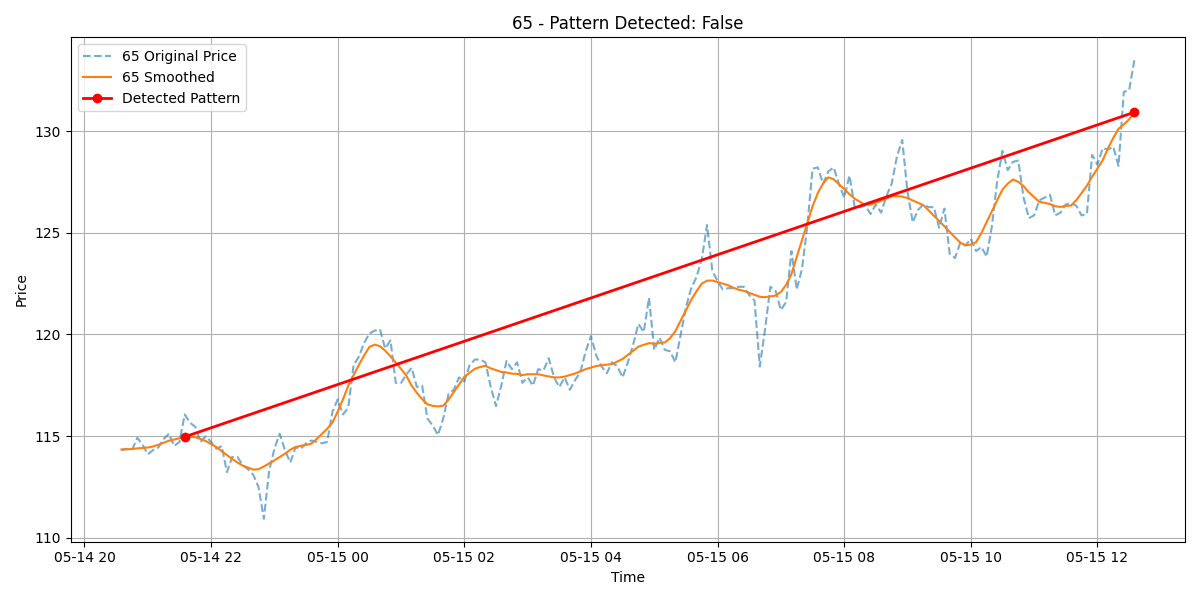 65 - Pattern Detected: False
65 Original Price
65 Smoothed
Detected Pattern
Price
130
125
120
115
110
05-14 20 05-14 22 05-15 00 05-15 02 05-15 04 05-15 06 05-15 08 05-15 10 05-15 12
Time